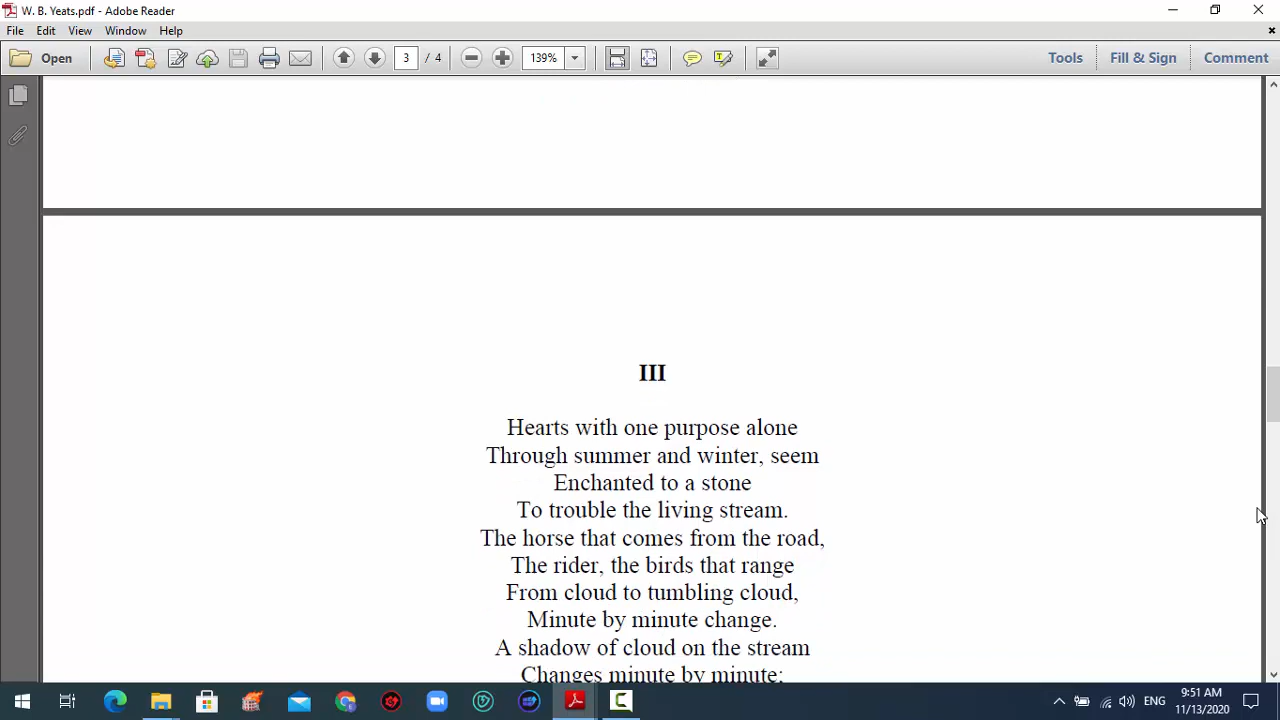 W. B. Yeats.pdf - Adobe Reader
File Edit View Window Help
Open 3 / 4 139% Tools Fill & Sign Comment
III
Hearts with one purpose alone
Through summer and winter, seem
Enchanted to a stone
To trouble the living stream.
The horse that comes from the road,
The rider, the birds that range
From cloud to tumbling cloud,
Minute by minute change.
A shadow of cloud on the stream
Changes minute by minute;
ENG
9:51 AM
11/13/2020